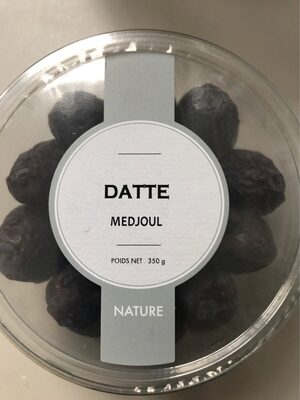 DATTE
MEDJOUL
POIDS NET 350 g
NATURE